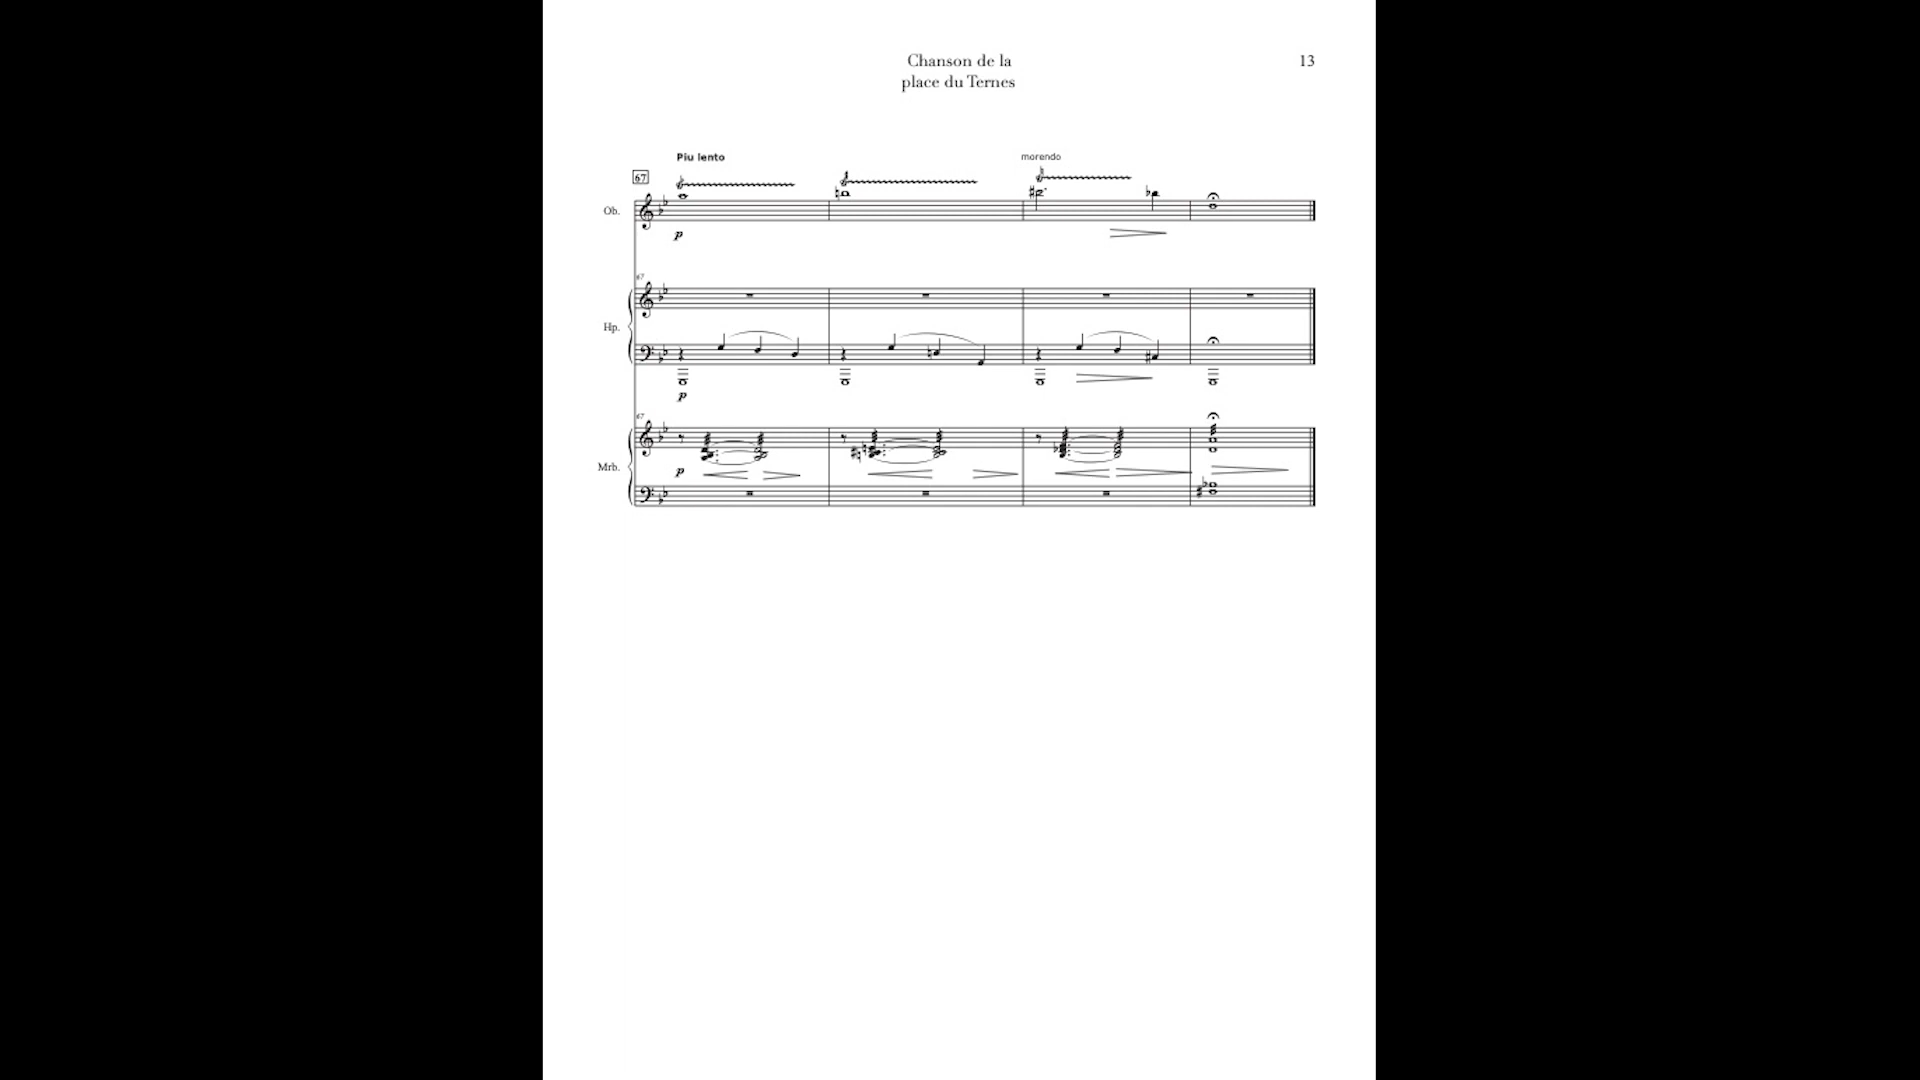 Chanson de la
place du Ternes
13
Piu lento
morendo
67
Ob.
p
67
Hp.
p
67
Mrb.
p